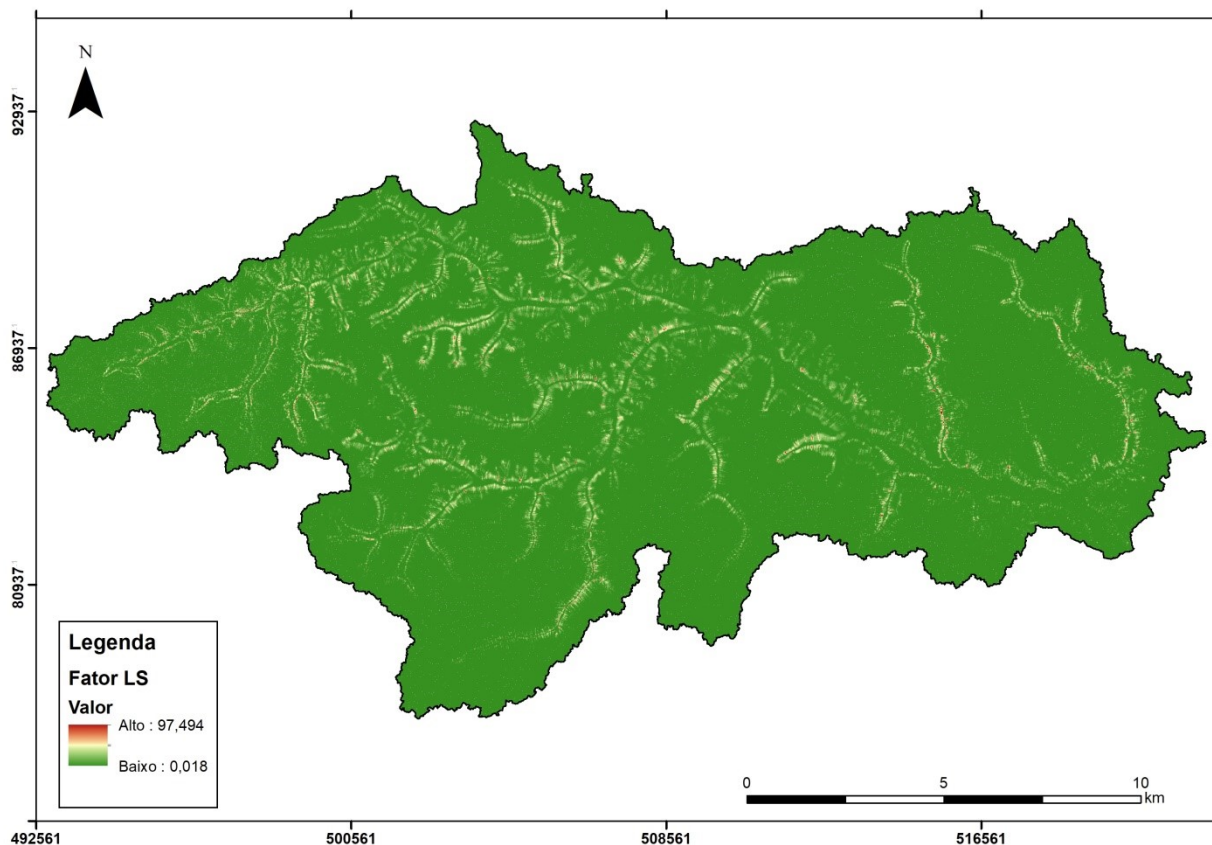 N
92937
86937
80937
Legenda
Fator LS
Valor
Alto : 97,494
Baixo : 0,018
0 5 10
km
492561 500561 508561 516561